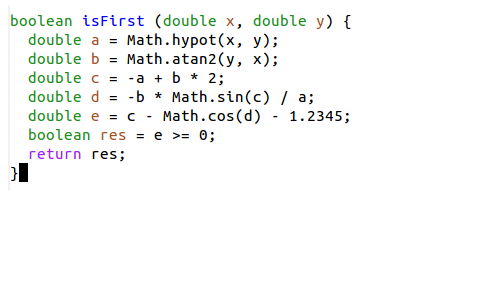 boolean isFirst (double x, double y) {
  double a = Math.hypot(x, y);
  double b = Math.atan2(y, x);
  double c = -a + b * 2;
  double d = -b * Math.sin(c) / a;
  double e = c - Math.cos(d) - 1.2345;
  boolean res = e >= 0;
  return res;
}